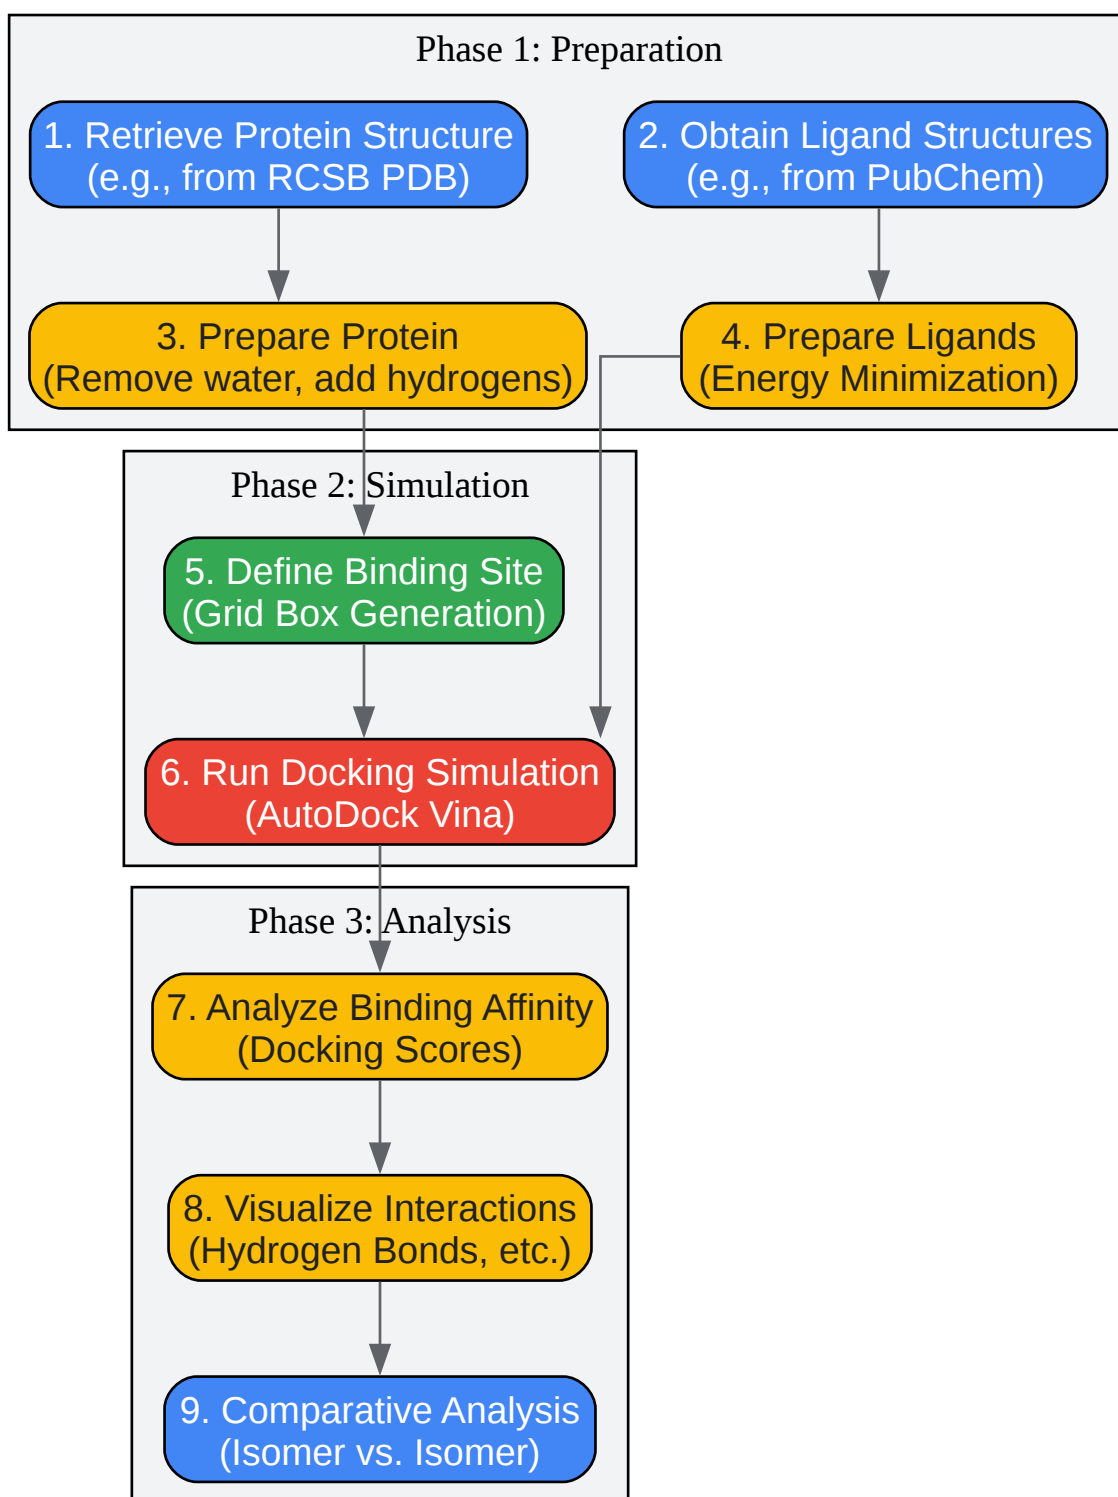 Phase 1: Preparation
1. Retrieve Protein Structure
(e.g., from RCSB PDB)
2. Obtain Ligand Structures
(e.g., from PubChem)
3. Prepare Protein
(Remove water, add hydrogens)
4. Prepare Ligands
(Energy Minimization)
Phase 2: Simulation
5. Define Binding Site
(Grid Box Generation)
6. Run Docking Simulation
(AutoDock Vina)
Phase 3: Analysis
7. Analyze Binding Affinity
(Docking Scores)
8. Visualize Interactions
(Hydrogen Bonds, etc.)
9. Comparative Analysis
(Isomer vs. Isomer)